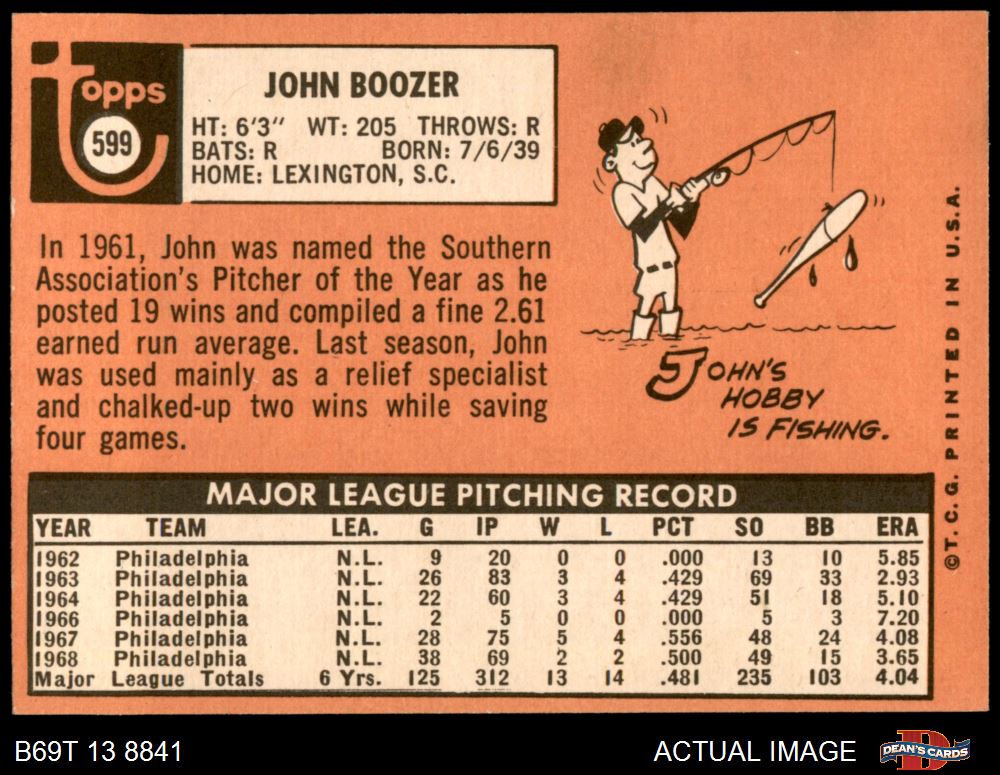 topps
599
JOHN BOOZER
HT: 6'3" WT: 205 THROWS: R
BATS: R BORN: 7/6/39
HOME: LEXINGTON, S.C.
In 1961, John was named the Southern
Association's Pitcher of the Year as he
posted 19 wins and compiled a fine 2.61
earned run average. Last season, John
was used mainly as a relief specialist
and chalked-up two wins while saving
four games.
JOHN'S
HOBBY
IS FISHING.
©T. C. G. PRINTED IN U.S.A.
MAJOR LEAGUE PITCHING RECORD
YEAR TEAM LEA. G IP W L PCT SO BB ERA
1962 Philadelphia N.L. 9 20 0 0 .000 13 10 5.85
1963 Philadelphia N.L. 26 83 3 4 .429 69 33 2.93
1964 Philadelphia N.L. 22 60 3 4 .429 51 18 5.10
1966 Philadelphia N.L. 2 5 0 0 .000 5 3 7.20
1967 Philadelphia N.L. 28 75 5 4 .556 48 24 4.08
1968 Philadelphia N.L. 38 69 2 2 .500 49 15 3.65
Major League Totals 6 Yrs. 125 312 13 14 .481 235 103 4.04
B69T 13 8841 ACTUAL IMAGE
DEAN'S CARDS